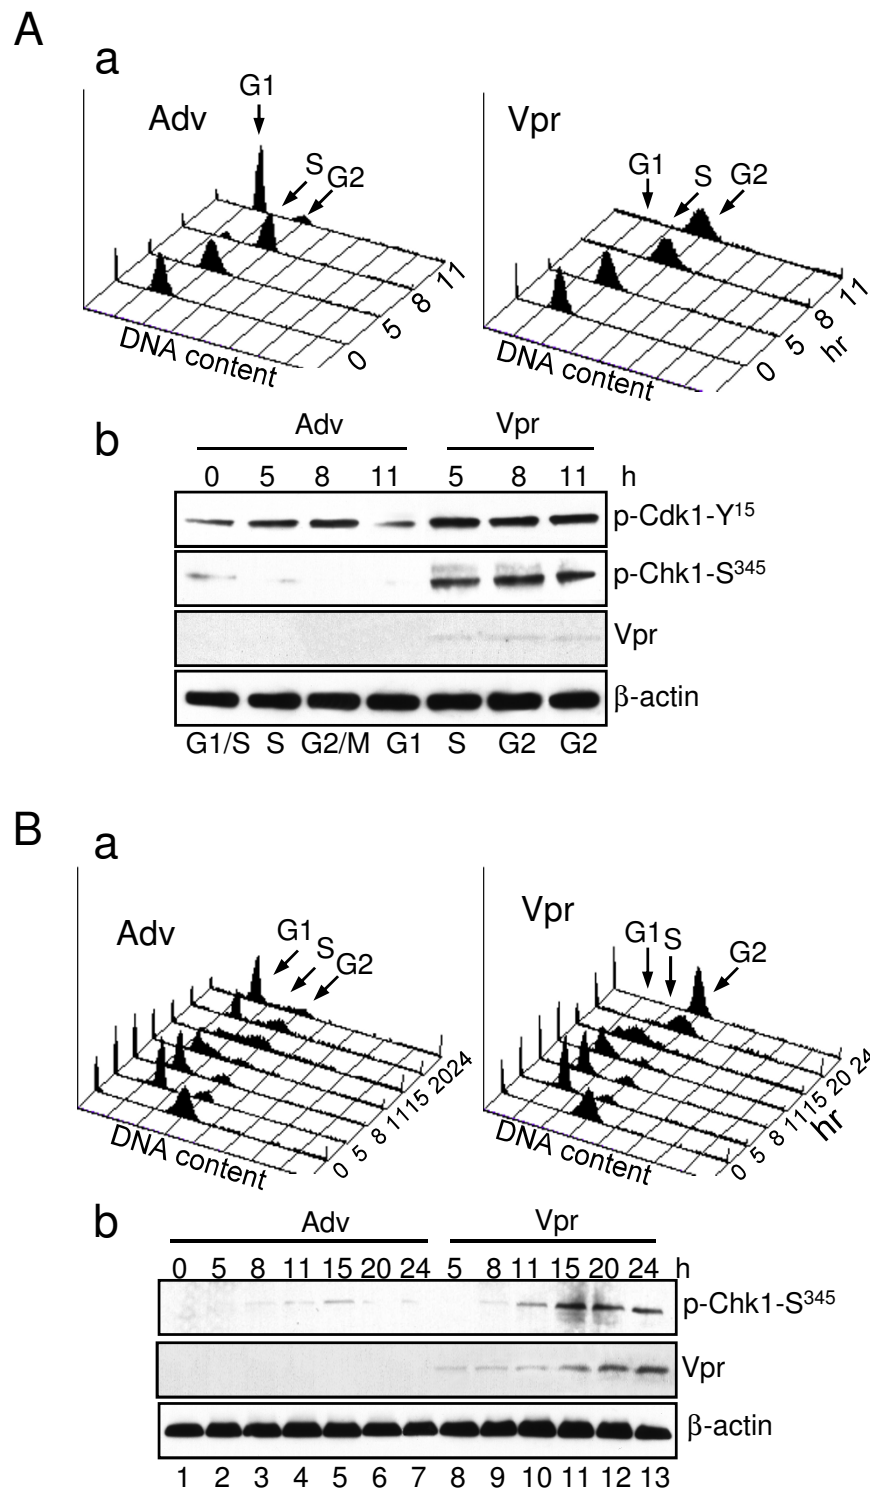 A
a
Adv
G1
S
G2
DNA content
0 5 8 11
Vpr
G1
S
G2
DNA content
0 5 8 11
hr
b
Adv Vpr
0 5 8 11 5 8 11 h
p-Cdk1-Y15
p-Chk1-S345
Vpr
β-actin
G1/S S G2/M G1 S G2 G2
B
a
Adv
G1
S
G2
DNA content
0 5 8 11 15 20 24
Vpr
G1 S
G2
DNA content
0 5 8 11 15 20 24
hr
b
Adv Vpr
0 5 8 11 15 20 24 5 8 11 15 20 24 h
p-Chk1-S345
Vpr
β-actin
1 2 3 4 5 6 7 8 9 10 11 12 13